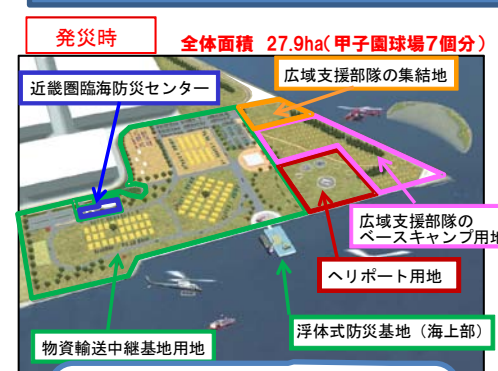 発災時
全体面積 27.9ha(甲子園球場7個分)
広域支援部隊の集結地
近畿圏臨海防災センター
広域支援部隊の
ベースキャンプ用地
ヘリポート用地
浮体式防災基地(海上部)
物資輸送中継基地用地